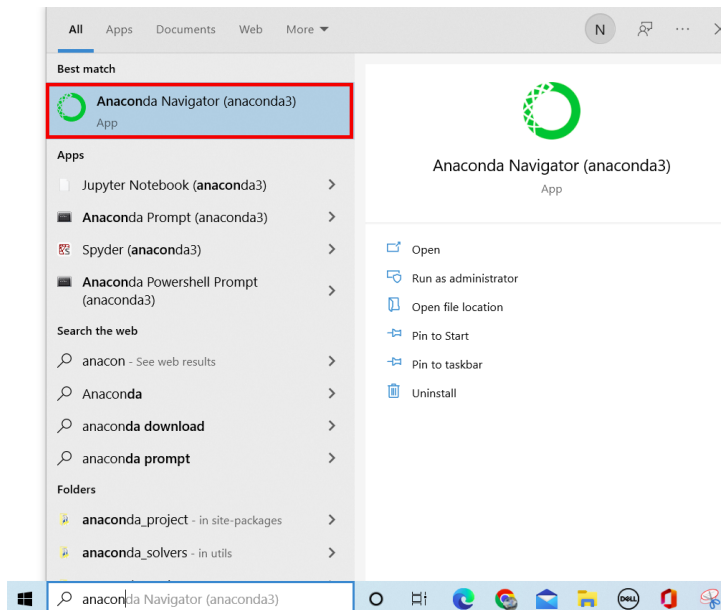 All Apps Documents Web More
N
Best match
Anaconda Navigator (anaconda3)
App
Apps
Jupyter Notebook (anaconda3)
Anaconda Prompt (anaconda3)
Spyder (anaconda3)
Anaconda Powershell Prompt
(anaconda3)
Search the web
anacon - See web results
Anaconda
anaconda download
anaconda prompt
Folders
anaconda_project - in site-packages
anaconda_solvers - in utils
Anaconda Navigator (anaconda3)
App
Open
Run as administrator
Open file location
Pin to Start
Pin to taskbar
Uninstall
anaconda Navigator (anaconda3)
DELL